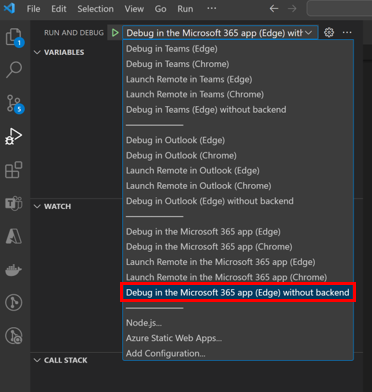 File Edit Selection View Go Run ···
RUN AND DEBUG Debug in the Microsoft 365 app (Edge) with ···
1
5
VARIABLES
Debug in Teams (Edge)
Debug in Teams (Chrome)
Launch Remote in Teams (Edge)
Launch Remote in Teams (Chrome)
Debug in Teams (Edge) without backend
Debug in Outlook (Edge)
Debug in Outlook (Chrome)
Launch Remote in Outlook (Edge)
Launch Remote in Outlook (Chrome)
Debug in Outlook (Edge) without backend
WATCH
Debug in the Microsoft 365 app (Edge)
Debug in the Microsoft 365 app (Chrome)
Launch Remote in the Microsoft 365 app (Edge)
Launch Remote in the Microsoft 365 app (Chrome)
Debug in the Microsoft 365 app (Edge) without backend
Node.js...
Azure Static Web Apps...
Add Configuration...
CALL STACK